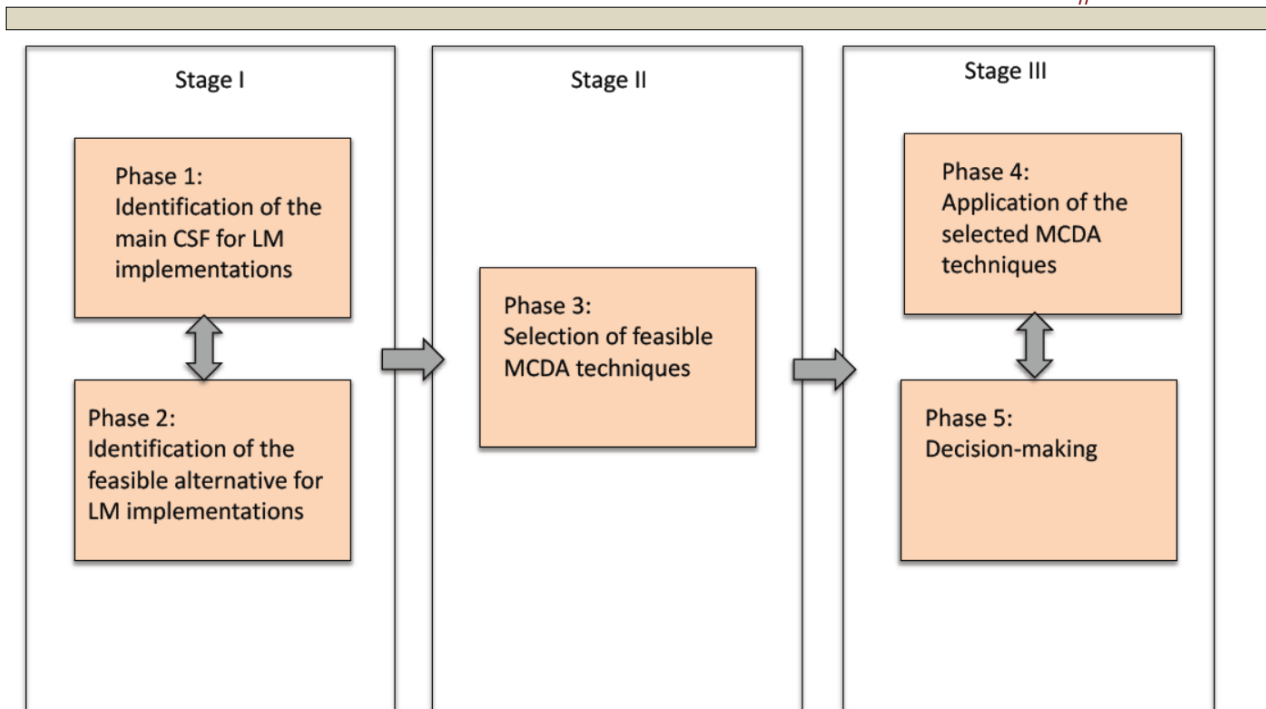 Stage I
Phase 1:
Identification of the
main CSF for LM
implementations
Phase 2:
Identification of the
feasible alternative for
LM implementations
Stage II
Phase 3:
Selection of feasible
MCDA techniques
Stage III
Phase 4:
Application of the
selected MCDA
techniques
Phase 5:
Decision-making